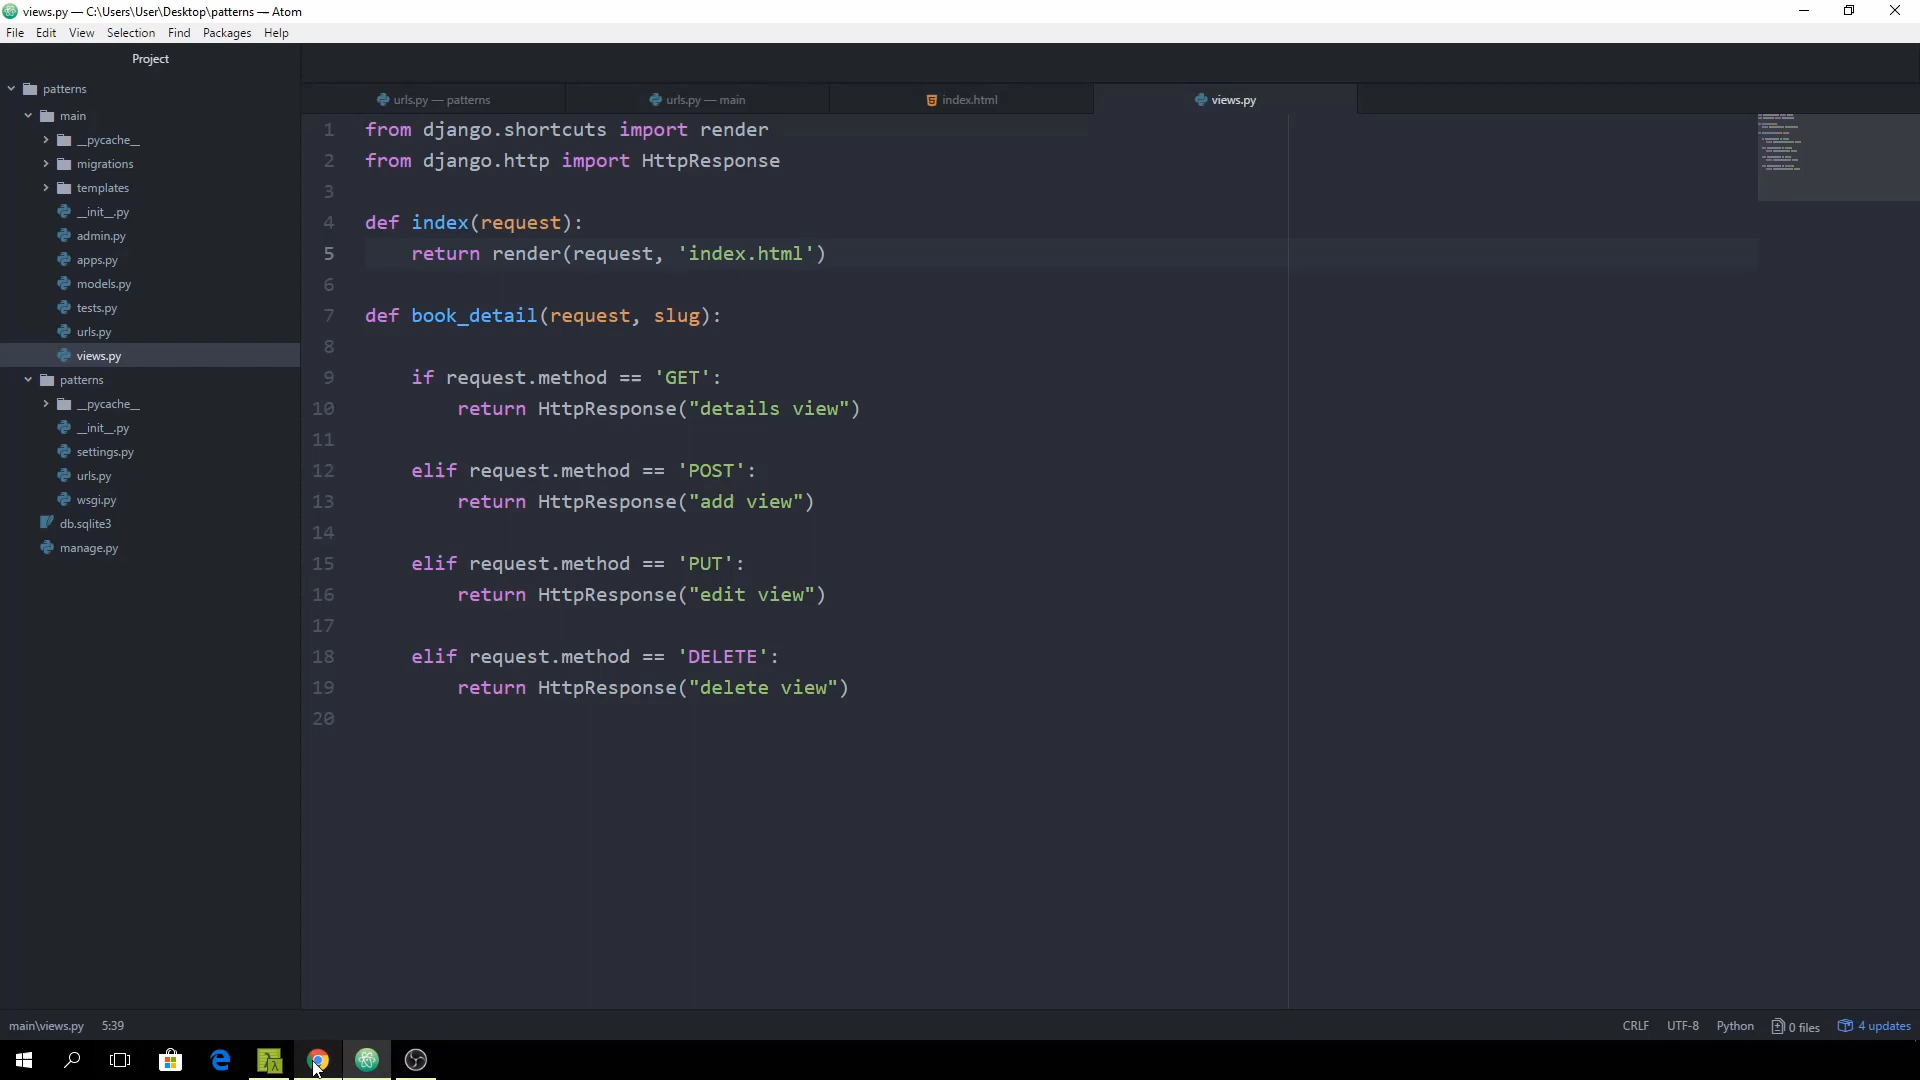 views.py — C:\Users\User\Desktop\patterns — Atom
File Edit View Selection Find Packages Help
Project
patterns
main
__pycache__
migrations
templates
__init__.py
admin.py
apps.py
models.py
tests.py
urls.py
views.py
patterns
__pycache__
__init__.py
settings.py
urls.py
wsgi.py
db.sqlite3
manage.py
urls.py — patterns urls.py — main index.html views.py
1 from django.shortcuts import render
2 from django.http import HttpResponse
3
4 def index(request):
5 return render(request, 'index.html')
6
7 def book_detail(request, slug):
8
9 if request.method == 'GET':
10 return HttpResponse("details view")
11
12 elif request.method == 'POST':
13 return HttpResponse("add view")
14
15 elif request.method == 'PUT':
16 return HttpResponse("edit view")
17
18 elif request.method == 'DELETE':
19 return HttpResponse("delete view")
20
main\views.py 5:39 CRLF UTF-8 Python 0 files 4 updates